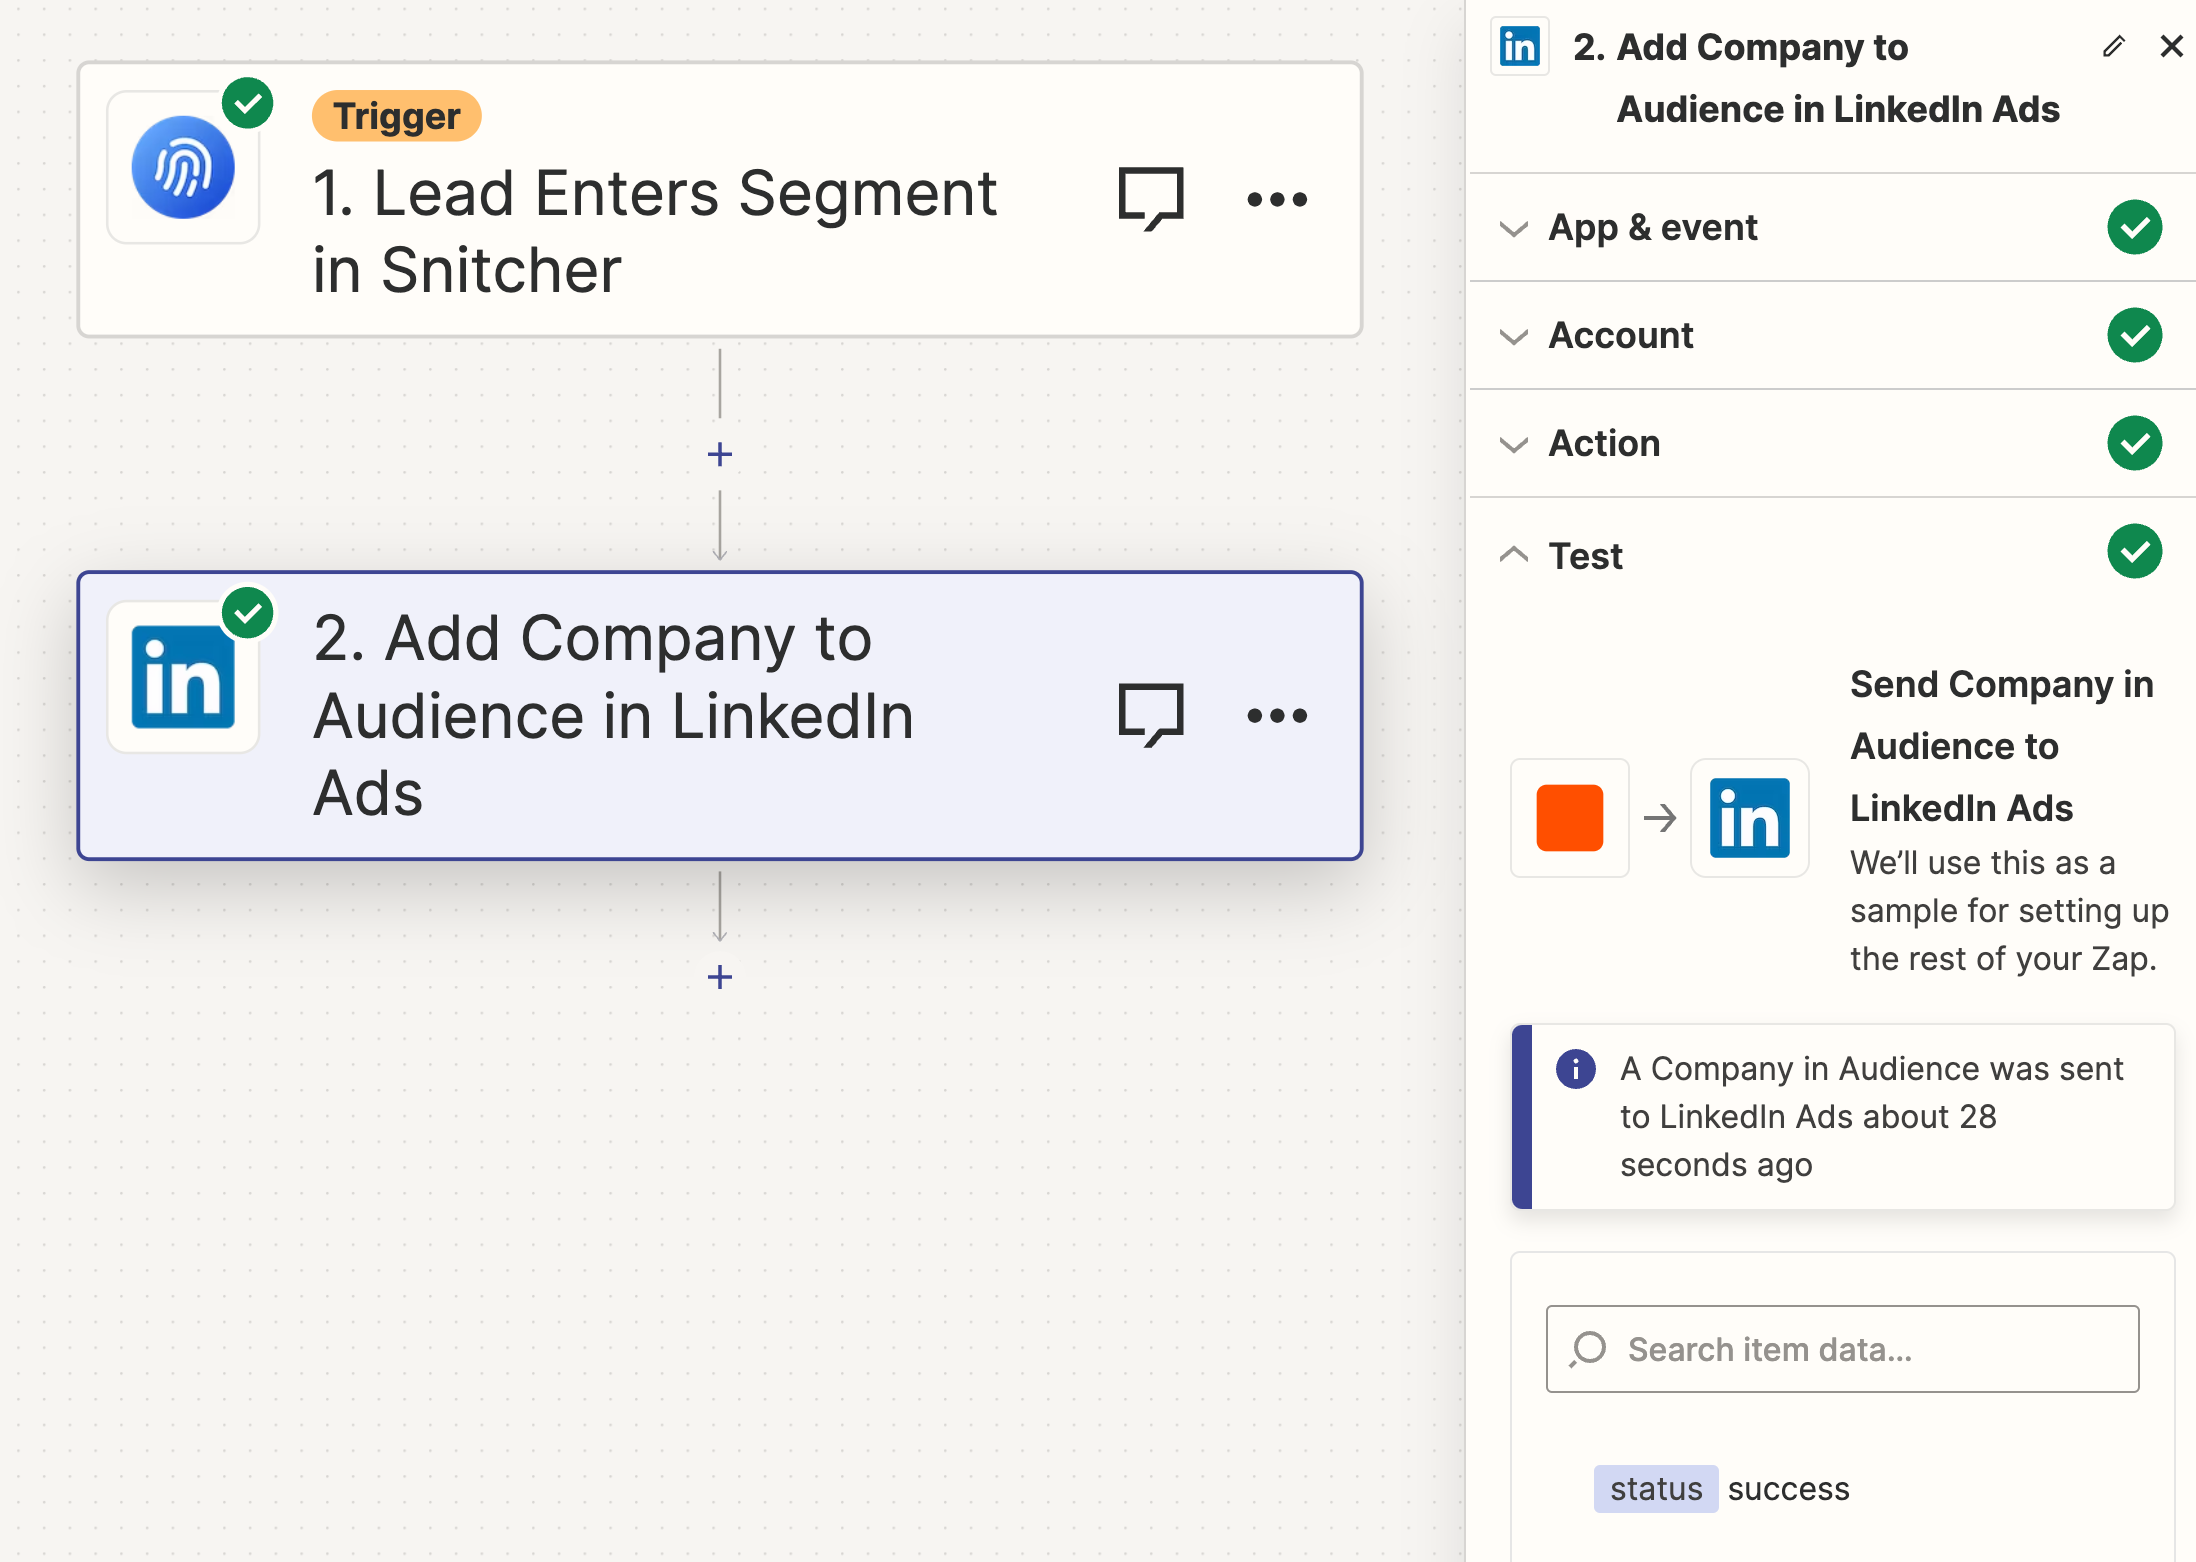 Trigger
1. Lead Enters Segment
in Snitcher
2. Add Company to
Audience in LinkedIn
Ads
in
2. Add Company to
Audience in LinkedIn Ads
App & event
Account
Action
Test
in
Send Company in
Audience to
LinkedIn Ads
We’ll use this as a
sample for setting up
the rest of your Zap.
A Company in Audience was sent
to LinkedIn Ads about 28
seconds ago
Search item data...
status success
in